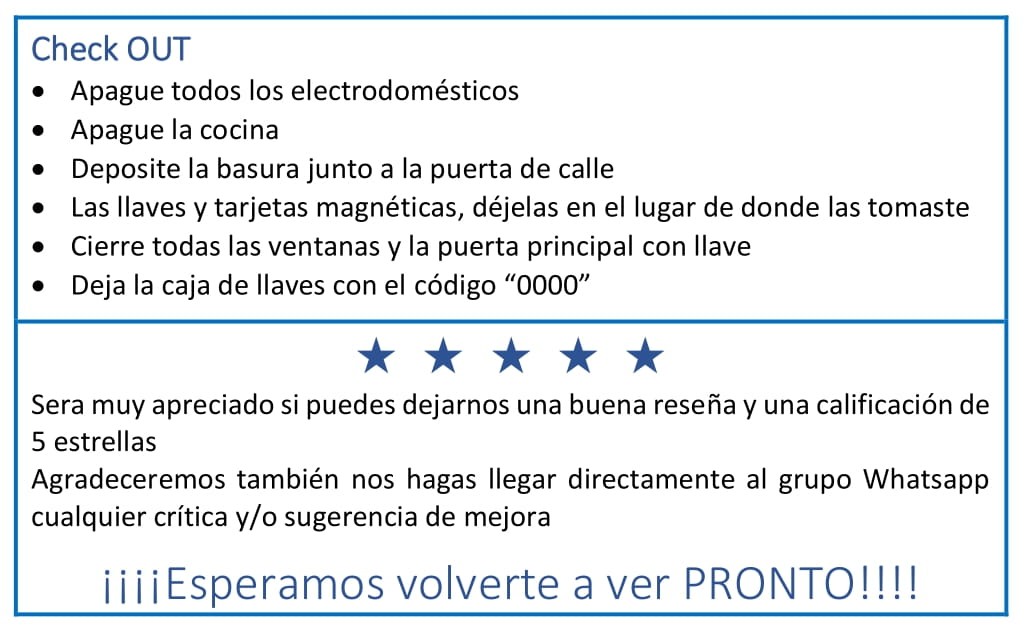 Check OUT
• Apague todos los electrodomésticos
• Apague la cocina
• Deposite la basura junto a la puerta de calle
• Las llaves y tarjetas magnéticas, déjelas en el lugar de donde las tomaste
• Cierre todas las ventanas y la puerta principal con llave
• Deja la caja de llaves con el código “0000”
Sera muy apreciado si puedes dejarnos una buena reseña y una calificación de
5 estrellas
Agradeceremos también nos hagas llegar directamente al grupo Whatsapp
cualquier crítica y/o sugerencia de mejora
¡¡¡¡Esperamos volverte a ver PRONTO!!!!